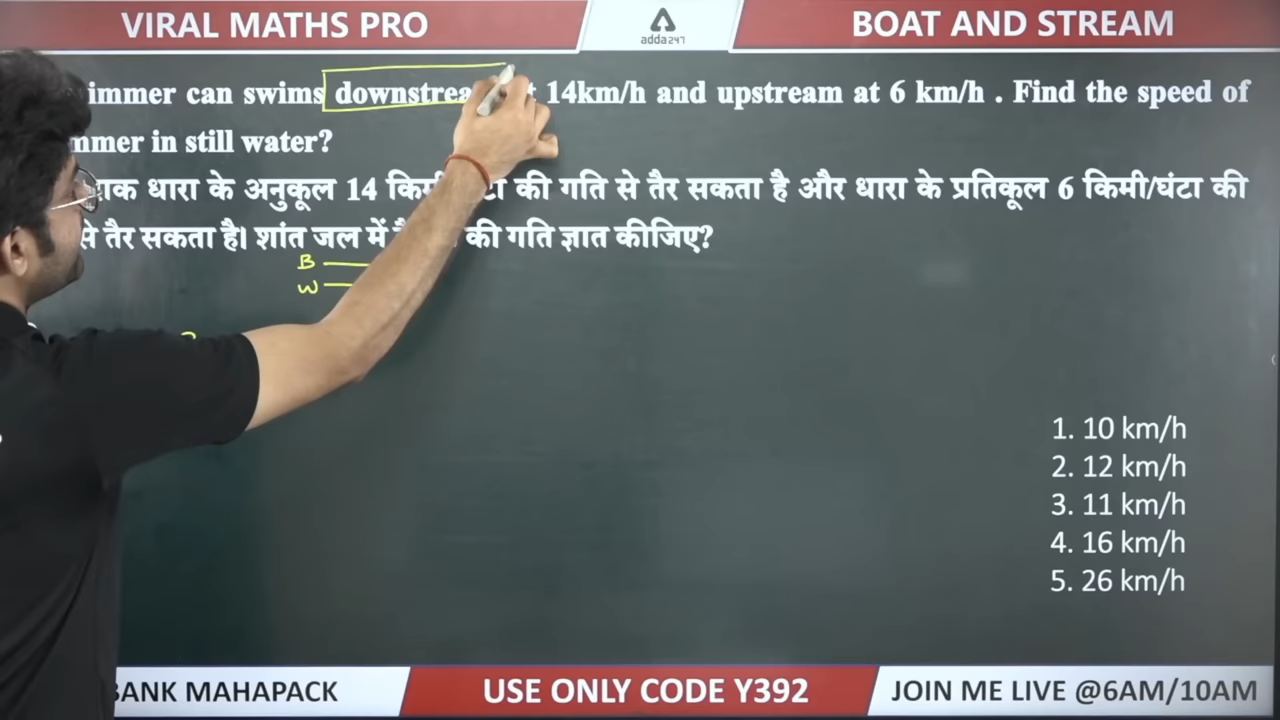 VIRAL MATHS PRO
adda247
BOAT AND STREAM
can swims 14km/h and upstream at 6 km/h . Find the speed of
in still water?
धारा के अनुकूल 14 की गति से तैर सकता है और धारा के प्रतिकूल 6 किमी/घंटा की
से तैर सकता है। शांत जल में की गति ज्ञात कीजिए?
B
W
1. 10 km/h
2. 12 km/h
3. 11 km/h
4. 16 km/h
5. 26 km/h
BANK MAHAPACK
USE ONLY CODE Y392
JOIN ME LIVE @6AM/10AM